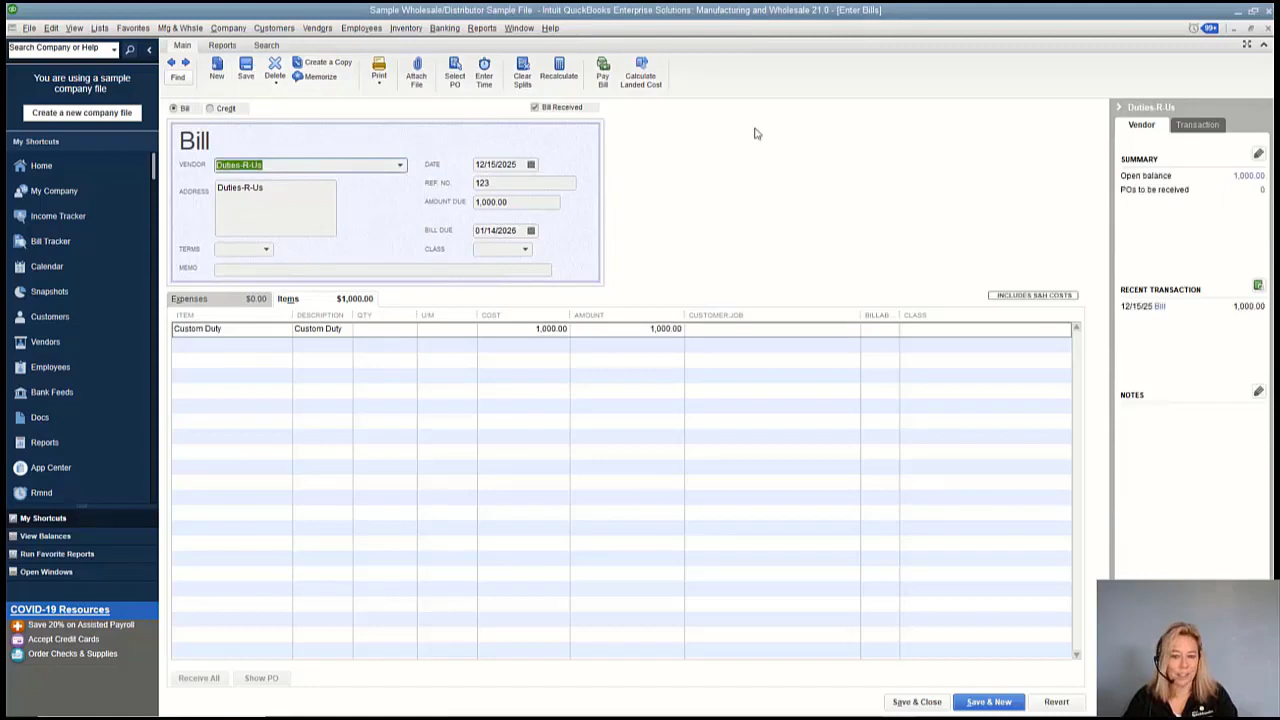 Sample Wholesale/Distributor Sample File - Intuit QuickBooks Enterprise Solutions: Manufacturing and Wholesale 21.0 - [Enter Bills]
File Edit View Lists Favorites Mfg & Whsle Company Customers Vendors Employees Inventory Banking Reports Window Help
99+
Search Company or Help
Main Reports Search
Find New Save Delete Create a Copy Memorize Print Attach File Select PO Enter Time Clear Splits Recalculate Pay Bill Calculate Landed Cost
You are using a sample company file
Create a new company file
My Shortcuts
Home
My Company
Income Tracker
Bill Tracker
Calendar
Snapshots
Customers
Vendors
Employees
Bank Feeds
Docs
Reports
App Center
Rmnd
My Shortcuts
View Balances
Run Favorite Reports
Open Windows
COVID-19 Resources
Save 20% on Assisted Payroll
Accept Credit Cards
Order Checks & Supplies
Bill Credit Bill Received
Bill
VENDOR Duties-R-Us DATE 12/15/2025
ADDRESS Duties-R-Us REF. NO. 123
AMOUNT DUE 1,000.00
BILL DUE 01/14/2026
TERMS CLASS
MEMO
Expenses $0.00 Items $1,000.00 INCLUDES S&H COSTS
ITEM DESCRIPTION QTY U/M COST AMOUNT CUSTOMER:JOB BILLAB CLASS
Custom Duty Custom Duty 1,000.00 1,000.00
Receive All Show PO
Save & Close Save & New Revert
Duties-R-Us
Vendor Transaction
SUMMARY
Open balance 1,000.00
POs to be received 0
RECENT TRANSACTION
12/15/25 Bill 1,000.00
NOTES